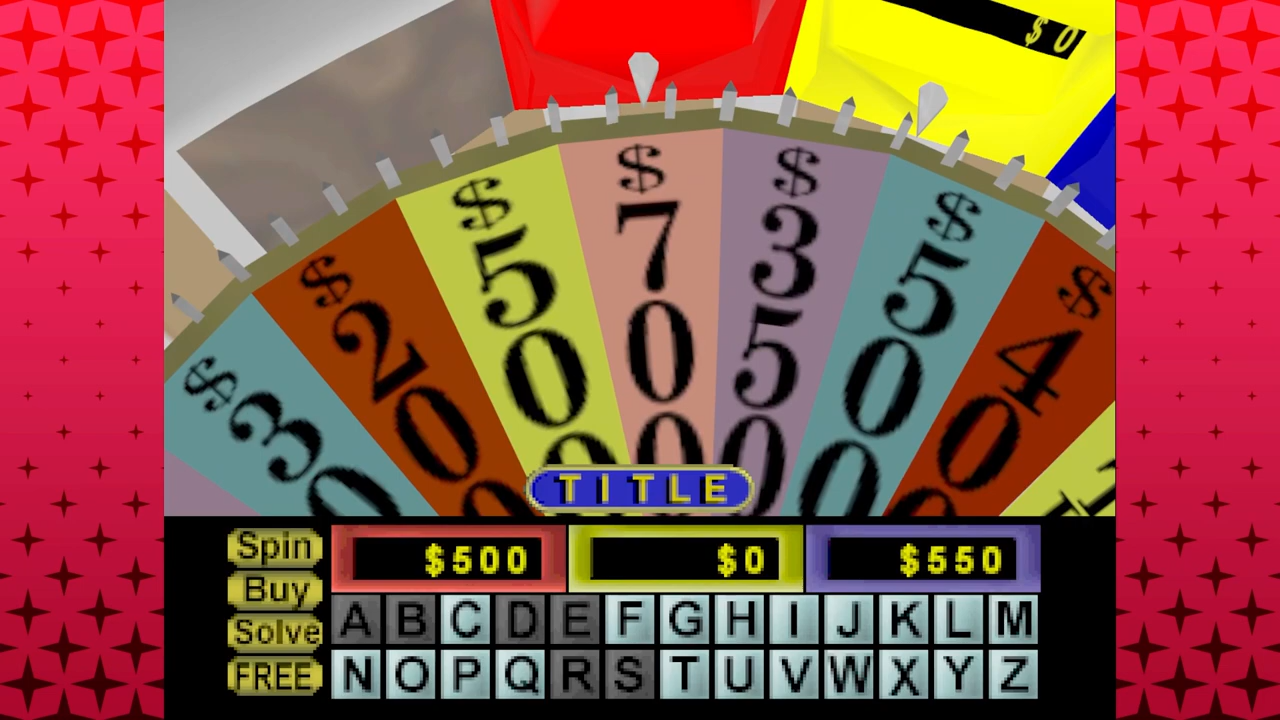 $0
$300
$200
$500
$700
$350
$500
$400
TITLE
Spin
$500
$0
$550
Buy
A B C D E F G H I J K L M
Solve
FREE
N O P Q R S T U V W X Y Z